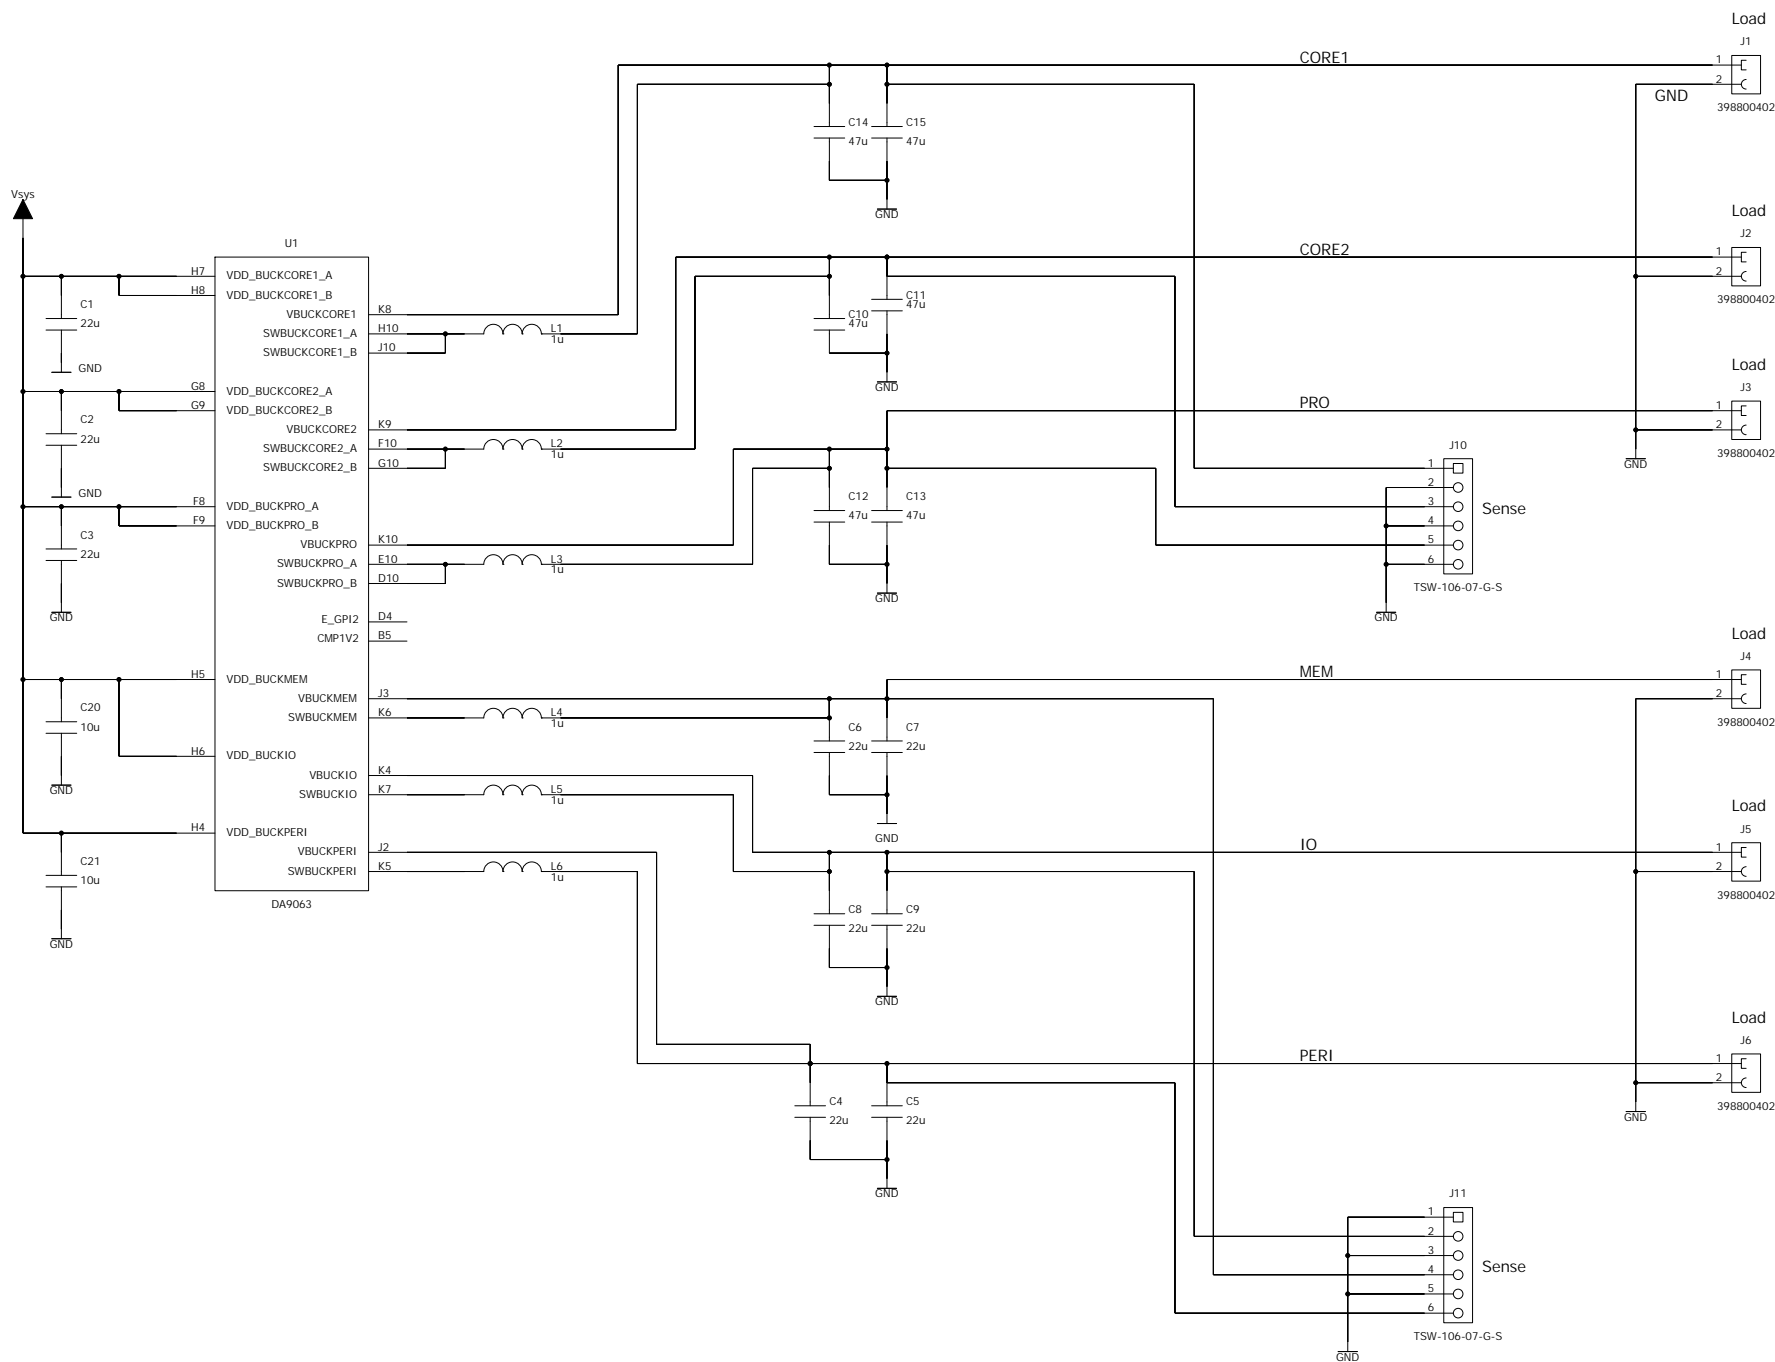 Load
J1
CORE1
1
2
GND
398800402
C14
47u
C15
47u
GND
Vsys
Load
J2
CORE2
1
2
398800402
U1
H7
VDD_BUCKCORE1_A
H8
VDD_BUCKCORE1_B
C1
22u
GND
VBUCKCORE1
K8
SWBUCKCORE1_A
H10
SWBUCKCORE1_B
J10
L1
1u
C10
47u
C11
47u
GND
G8
VDD_BUCKCORE2_A
G9
VDD_BUCKCORE2_B
C2
22u
GND
VBUCKCORE2
K9
SWBUCKCORE2_A
F10
SWBUCKCORE2_B
G10
L2
1u
Load
J3
PRO
1
2
398800402
GND
F8
VDD_BUCKPRO_A
F9
VDD_BUCKPRO_B
C3
22u
GND
VBUCKPRO
K10
SWBUCKPRO_A
E10
SWBUCKPRO_B
D10
L3
1u
C12
47u
C13
47u
GND
J10
1
2
3
4
5
6
Sense
TSW-106-07-G-S
GND
E_GPI2
D4
CMP1V2
B5
H5
VDD_BUCKMEM
C20
10u
GND
VBUCKMEM
J3
SWBUCKMEM
K6
L4
1u
C6
22u
C7
22u
GND
MEM
Load
J4
1
2
398800402
H6
VDD_BUCKIO
VBUCKIO
K4
SWBUCKIO
K7
L5
1u
IO
Load
J5
1
2
398800402
H4
VDD_BUCKPERI
C21
10u
GND
VBUCKPERI
J2
SWBUCKPERI
K5
L6
1u
DA9063
C8
22u
C9
22u
GND
PERI
Load
J6
1
2
398800402
GND
C4
22u
C5
22u
GND
J11
1
2
3
4
5
6
Sense
TSW-106-07-G-S
GND